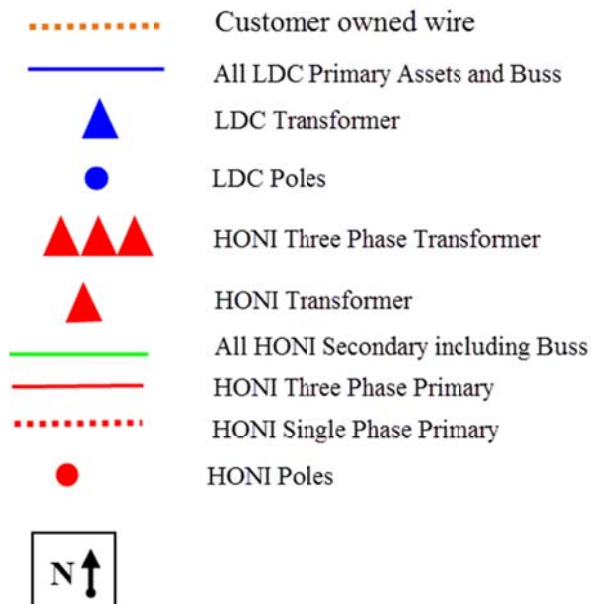 Customer owned wire
All LDC Primary Assets and Buss
LDC Transformer
LDC Poles
HONI Three Phase Transformer
HONI Transformer
All HONI Secondary including Buss
HONI Three Phase Primary
HONI Single Phase Primary
HONI Poles
N